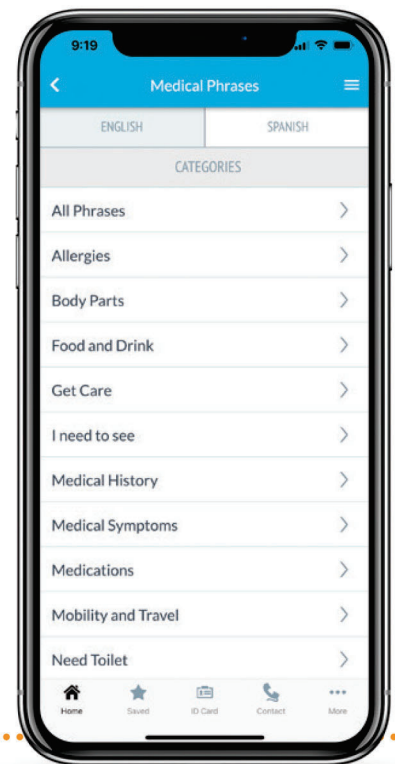 9:19
Medical Phrases
ENGLISH SPANISH
CATEGORIES
All Phrases
Allergies
Body Parts
Food and Drink
Get Care
I need to see
Medical History
Medical Symptoms
Medications
Mobility and Travel
Need Toilet
Home Saved ID Card Contact More